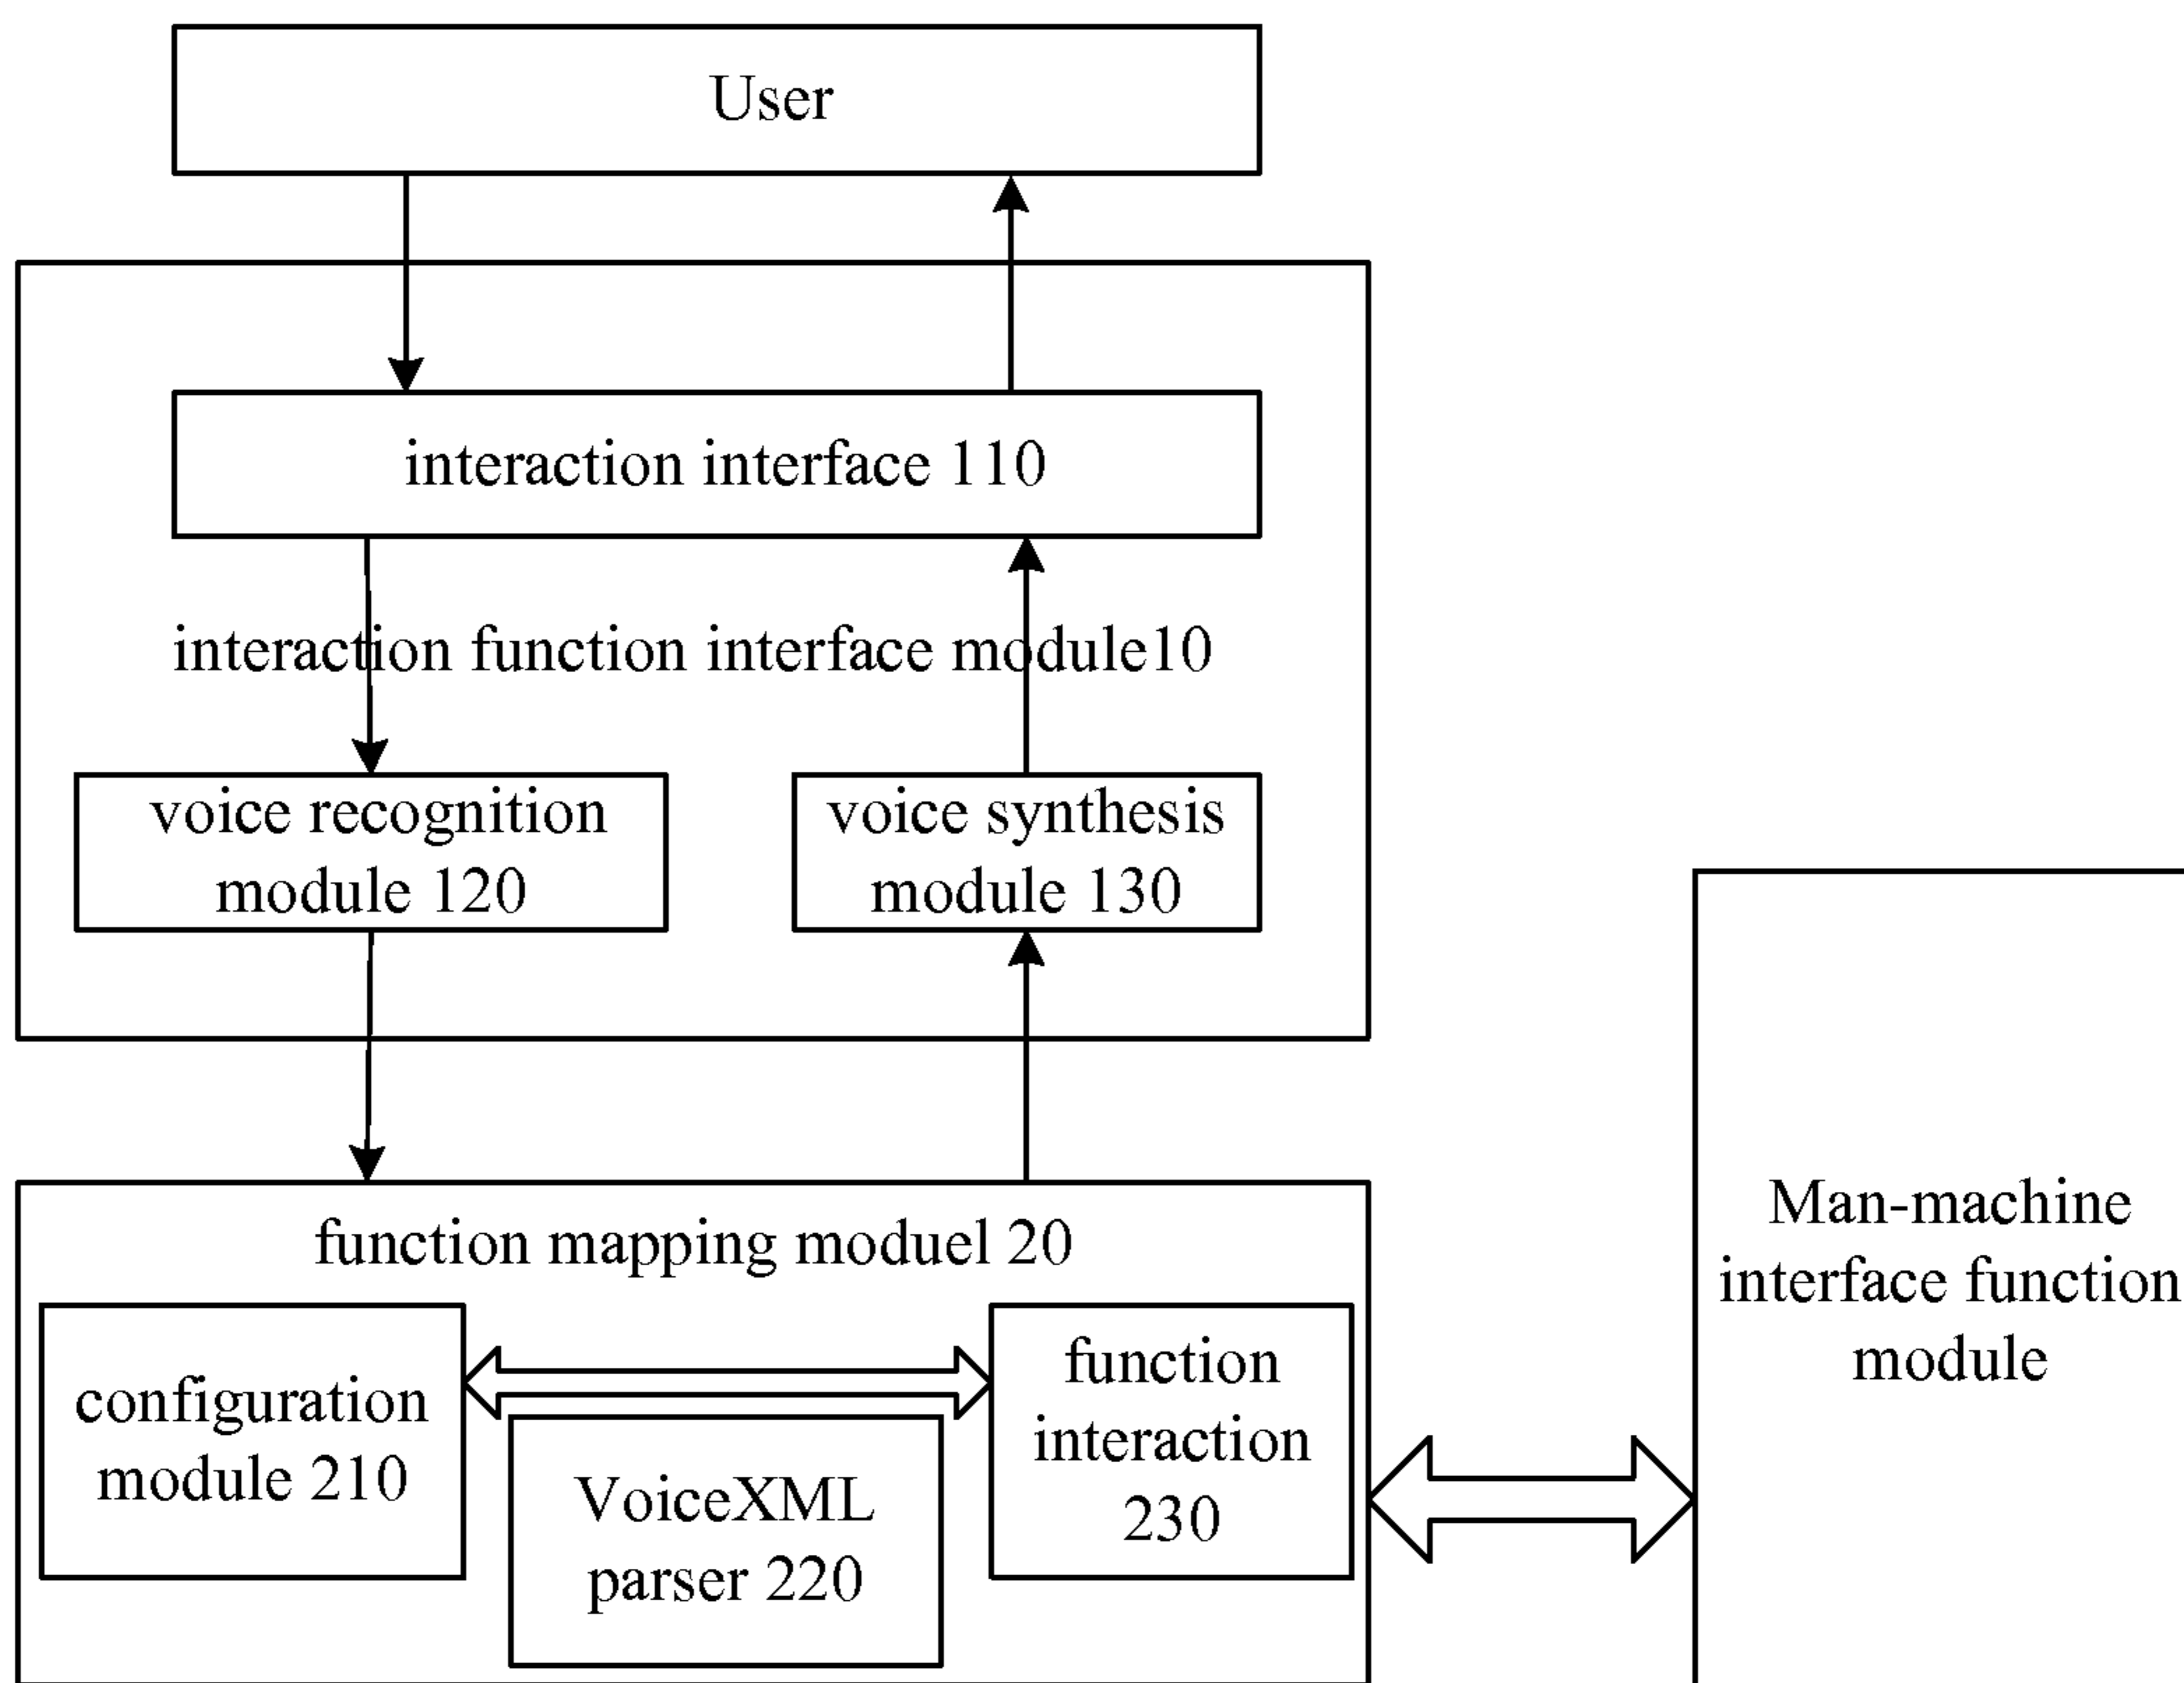 User
interaction interface 110
interaction function interface module10
voice recognition
module 120
voice synthesis
module 130
function mapping moduel 20
configuration
module 210
VoiceXML
parser 220
function
interaction
230
Man-machine
interface function
module